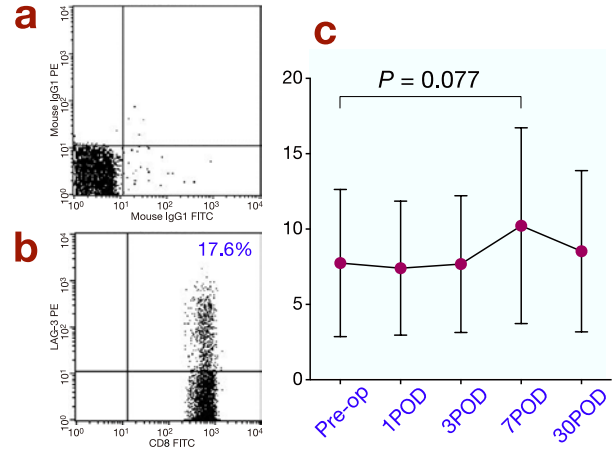 a
Mouse IgG1 PE
10⁴
10³
10²
10¹
10⁰
10⁰ 10¹ 10² 10³ 10⁴
Mouse IgG1 FITC
b
17.6%
LAG-3 PE
10⁴
10³
10²
10¹
10⁰
10⁰ 10¹ 10² 10³ 10⁴
CD8 FITC
c
P = 0.077
20
15
10
5
0
Pre-op 1POD 3POD 7POD 30POD